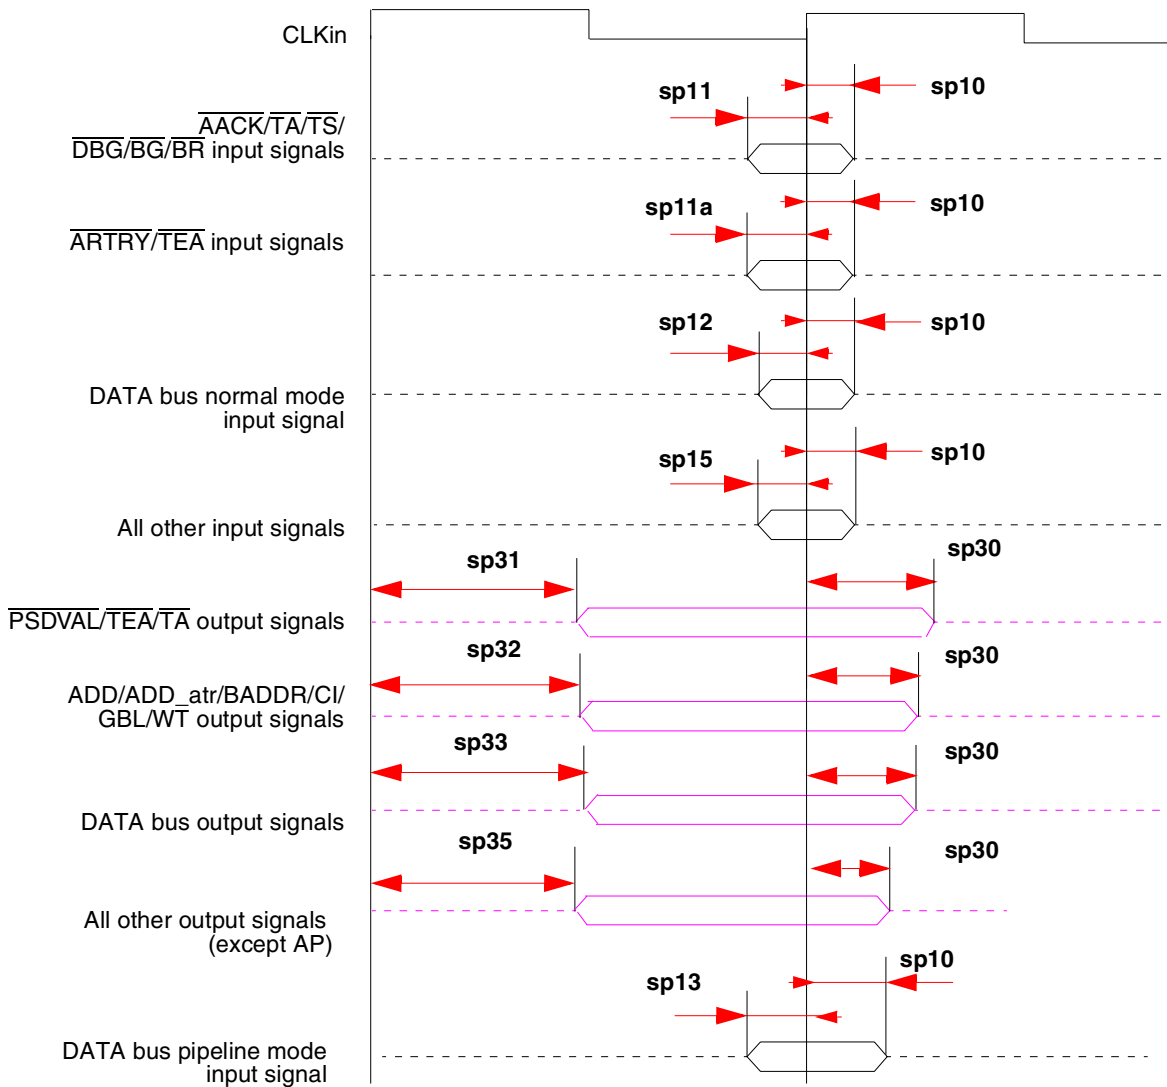 CLKin
sp11
sp10
AACK/TA/TS/
DBG/BG/BR input signals
sp11a
sp10
ARTRY/TEA input signals
sp12
sp10
DATA bus normal mode
input signal
sp15
sp10
All other input signals
sp31
sp30
PSDVAL/TEA/TA output signals
sp32
sp30
ADD/ADD_atr/BADDR/CI/
GBL/WT output signals
sp33
sp30
DATA bus output signals
sp35
sp30
All other output signals
(except AP)
sp13
sp10
DATA bus pipeline mode
input signal